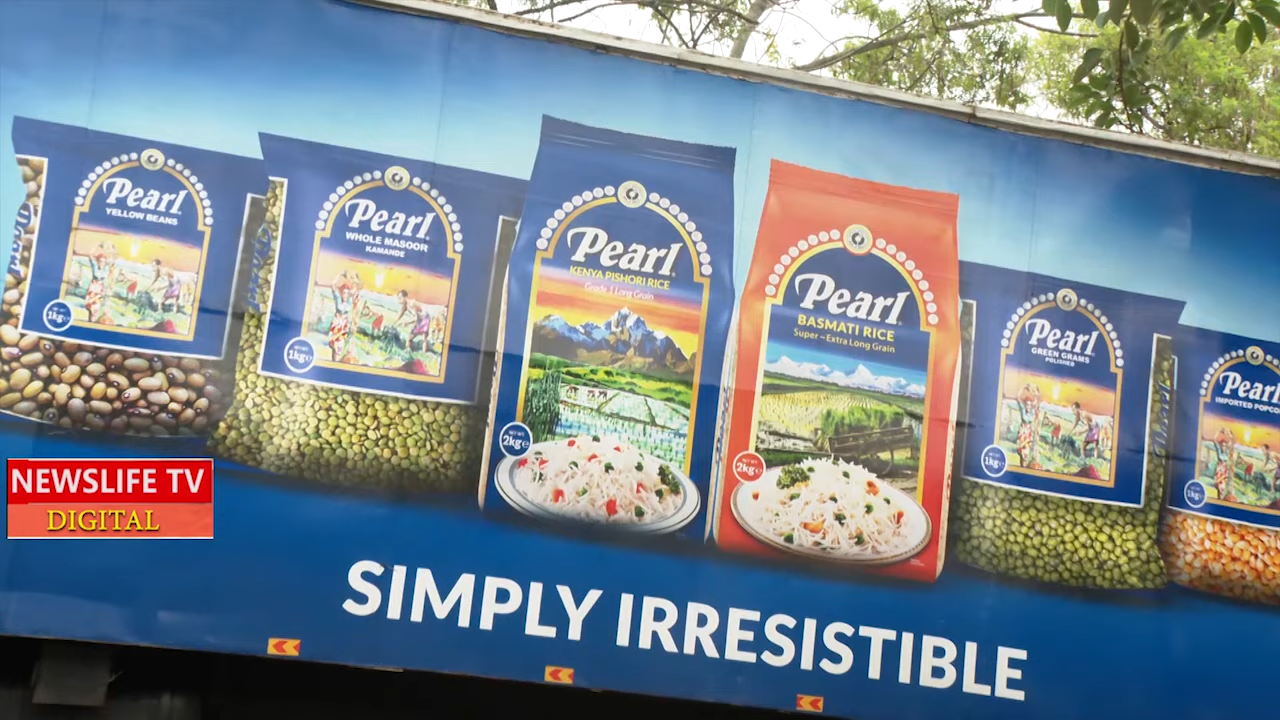 Pearl
YELLOW BEANS
1kg
Pearl
WHOLE MASOOR
KAMANDE
1kg
Pearl
KENYA PISHORI RICE
Grade 1 Long Grain
2kg
Pearl
BASMATI RICE
Super - Extra Long Grain
NET WT
2kg
Pearl
GREEN GRAMS
POLISHED
1kg
Pearl
IMPORTED POPCO
1kg
NEWSLIFE TV
DIGITAL
SIMPLY IRRESISTIBLE